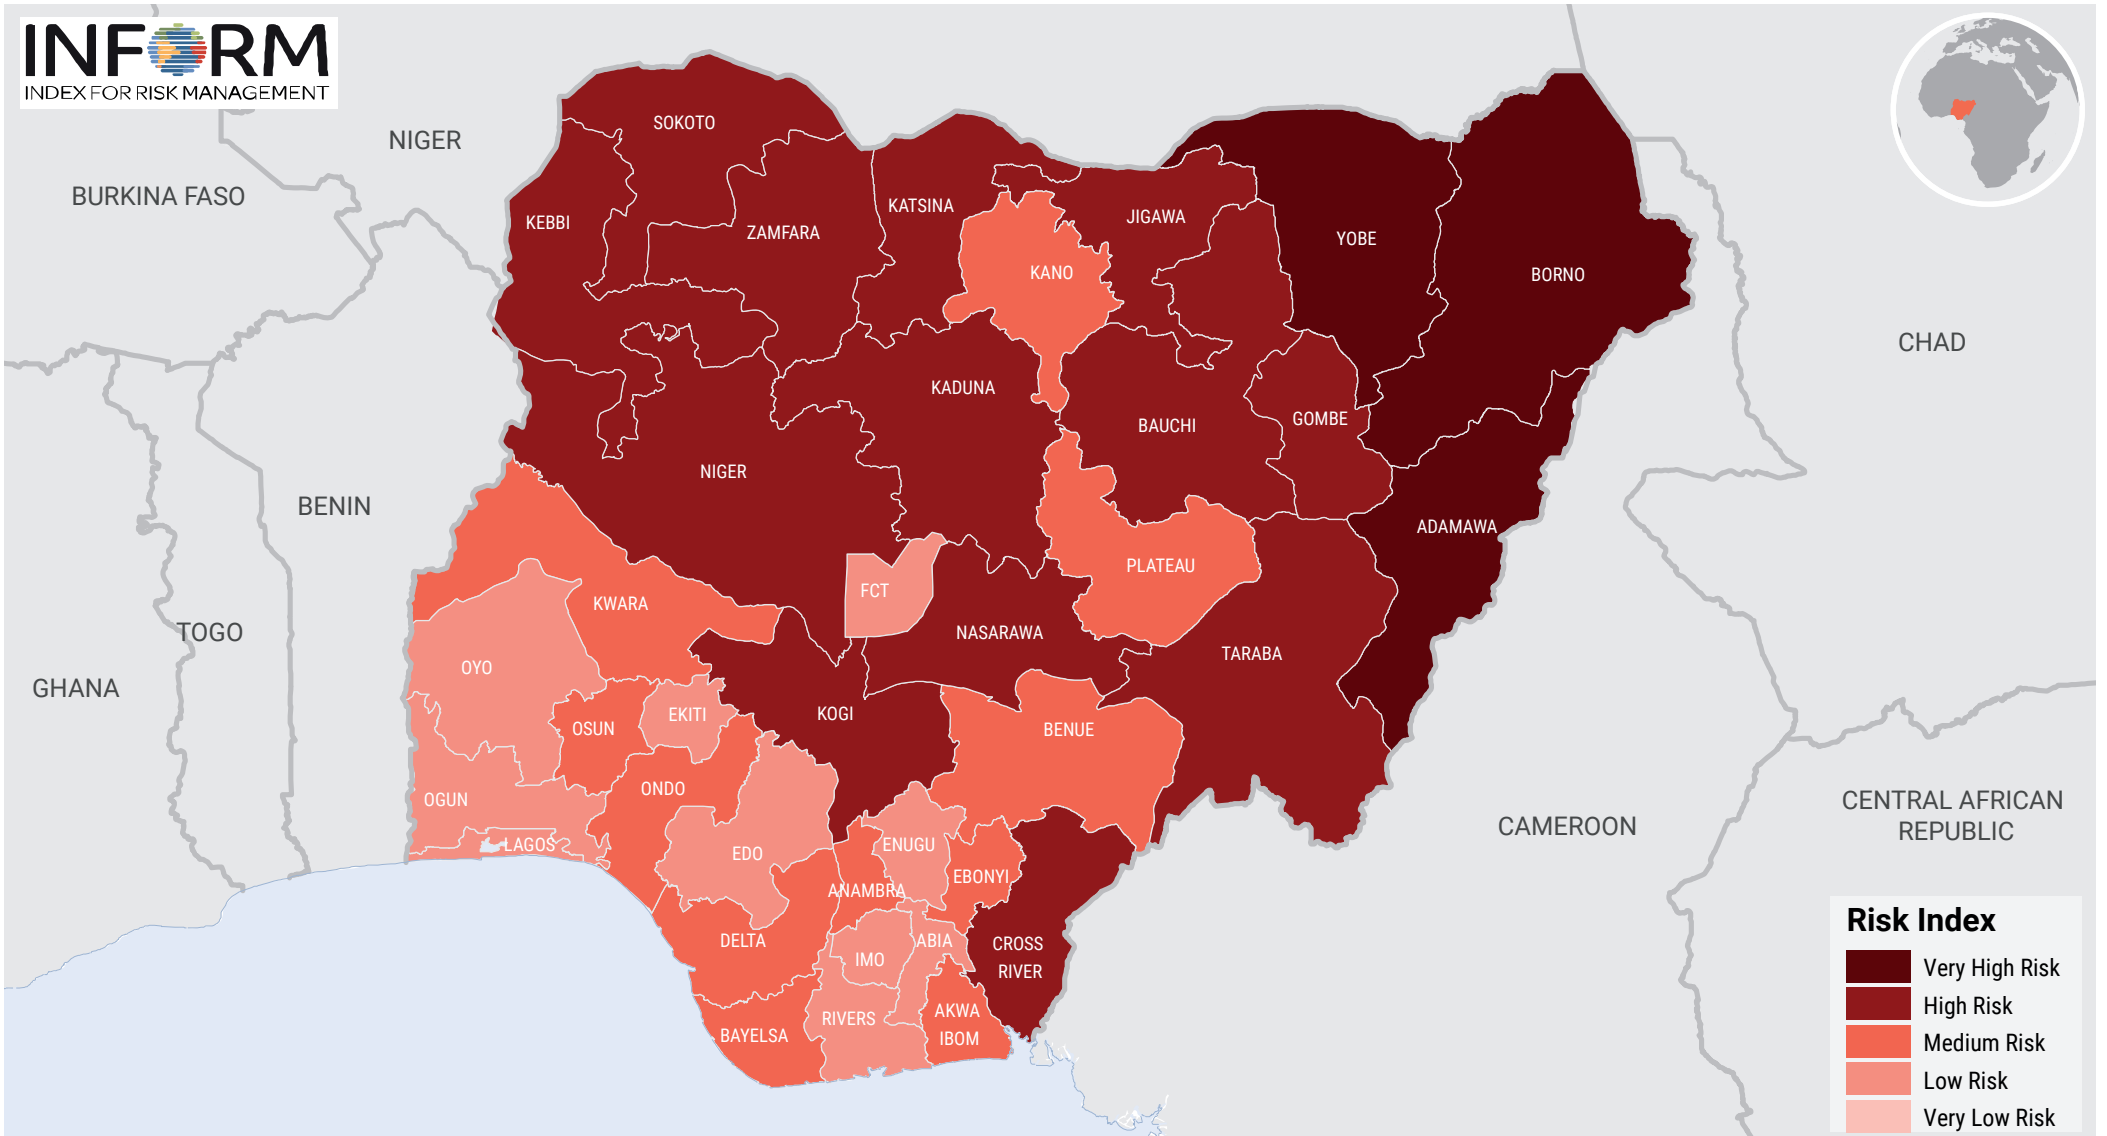 INFORM
INDEX FOR RISK MANAGEMENT
NIGER
BURKINA FASO
BENIN
TOGO
GHANA
CHAD
CAMEROON
CENTRAL AFRICAN
REPUBLIC
SOKOTO
KEBBI
ZAMFARA
KATSINA
KANO
JIGAWA
YOBE
BORNO
KADUNA
BAUCHI
GOMBE
NIGER
ADAMAWA
PLATEAU
FCT
KWARA
NASARAWA
TARABA
OYO
KOGI
BENUE
OSUN
EKITI
ONDO
OGUN
LAGOS
EDO
ENUGU
ANAMBRA
EBONYI
DELTA
IMO
ABIA
CROSS
RIVER
RIVERS
AKWA
IBOM
BAYELSA
Risk Index
Very High Risk
High Risk
Medium Risk
Low Risk
Very Low Risk